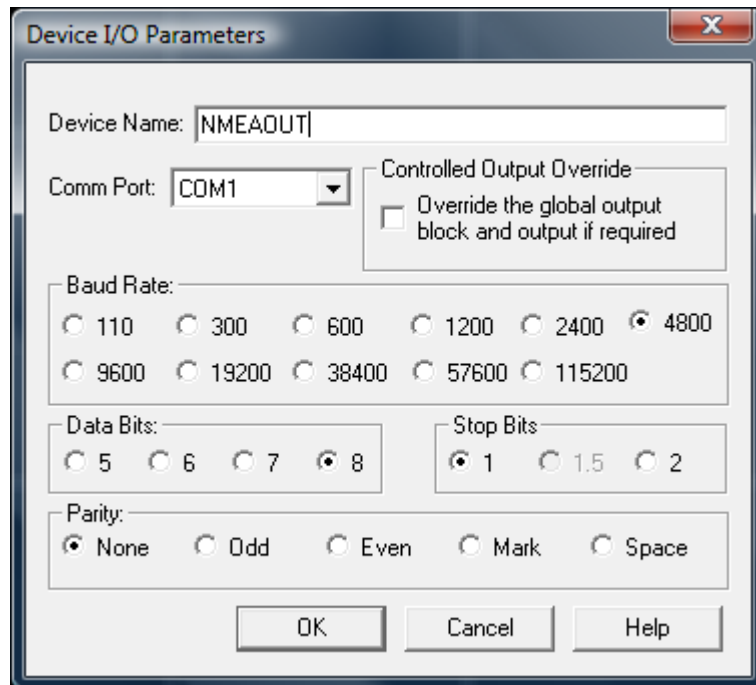 Device I/O Parameters
Device Name: NMEAOUT
Comm Port: COM1
Controlled Output Override
Override the global output
block and output if required
Baud Rate:
110 300 600 1200 2400 4800
9600 19200 38400 57600 115200
Data Bits:
5 6 7 8
Stop Bits
1 1.5 2
Parity:
None Odd Even Mark Space
OK Cancel Help